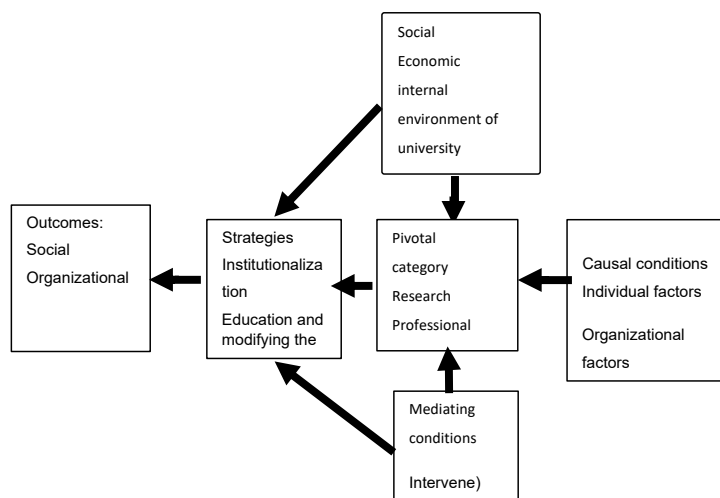 Social
Economic
internal
environment of
university
Outcomes:
Social
Organizational
Strategies
Institutionaliza
tion
Education and
modifying the
Pivotal
category
Research
Professional
Causal conditions
Individual factors
Organizational
factors
Mediating
conditions
Intervene)